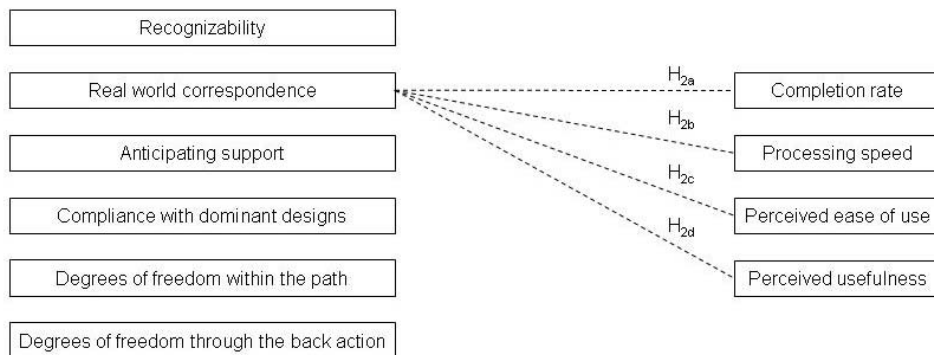 Recognizability
Real world correspondence
Anticipating support
Compliance with dominant designs
Degrees of freedom within the path
Degrees of freedom through the back action
H2a
H2b
H2c
H2d
Completion rate
Processing speed
Perceived ease of use
Perceived usefulness